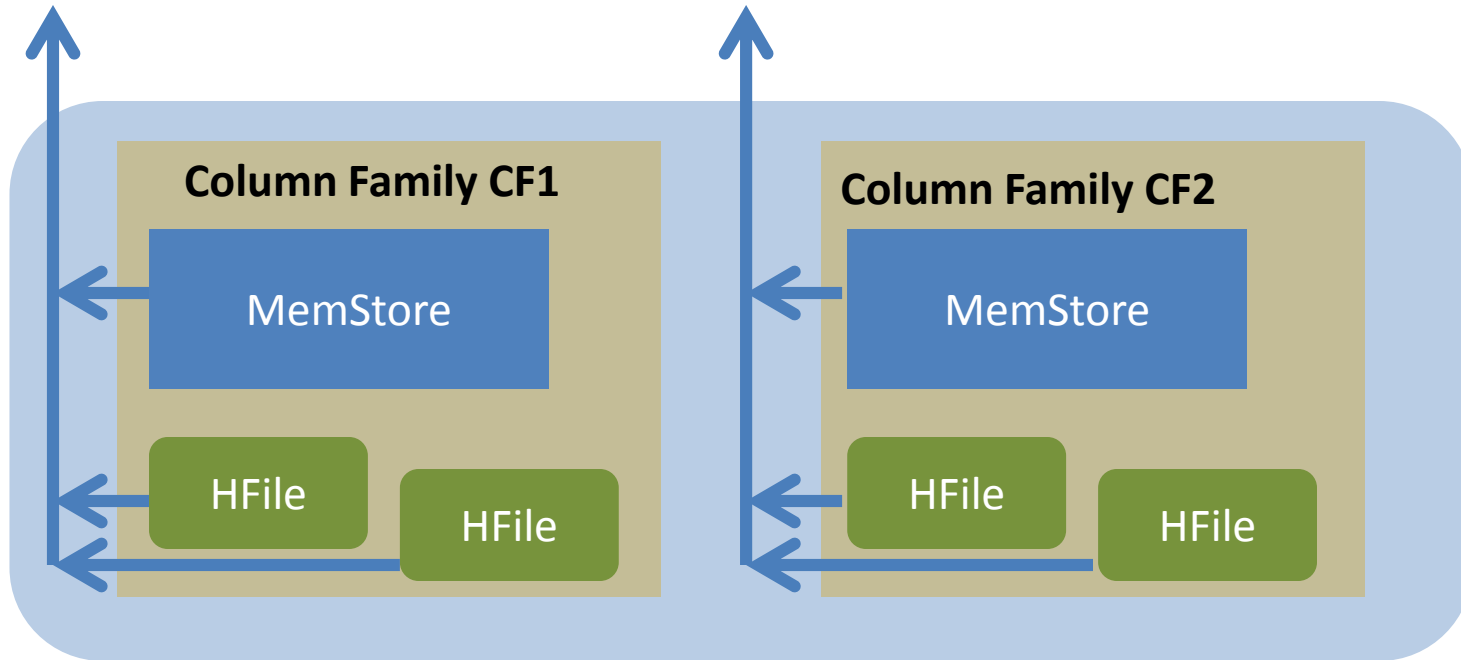 Column Family CF1
MemStore
HFile
HFile
Column Family CF2
MemStore
HFile
HFile